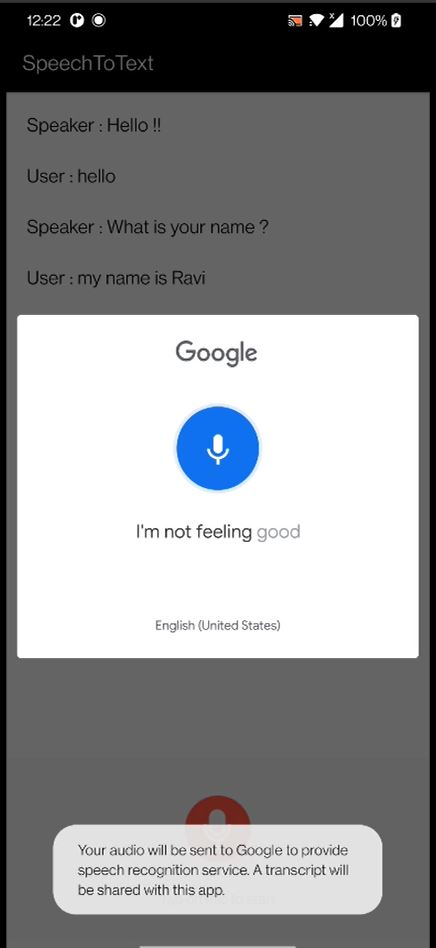 12:22
100%
SpeechToText
Speaker : Hello !!
User : hello
Speaker : What is your name ?
User : my name is Ravi
Google
I'm not feeling good
English (United States)
Your audio will be sent to Google to provide
speech recognition service. A transcript will
be shared with this app.